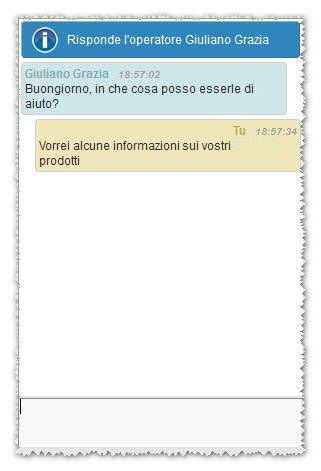 Risponde l'operatore Giuliano Grazia
Giuliano Grazia 18:57:02
Buongiorno, in che cosa posso esserle di
aiuto?
Tu 18:57:34
Vorrei alcune informazioni sui vostri
prodotti